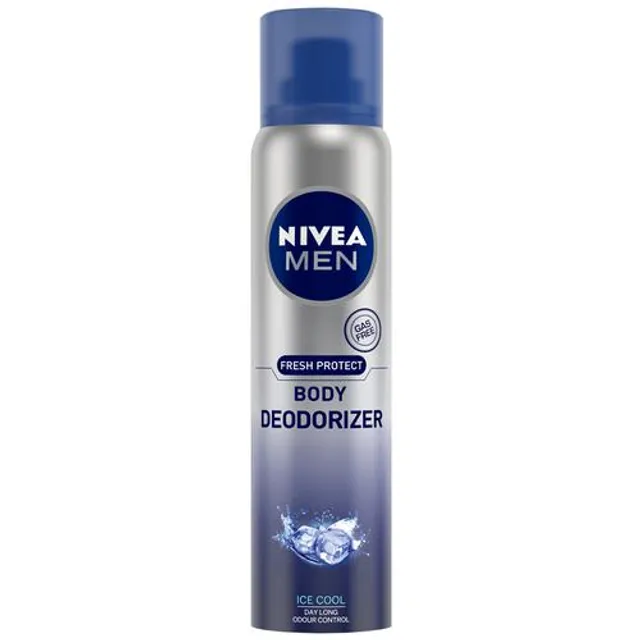 NIVEA
MEN
GAS
FREE
FRESH PROTECT
BODY
DEODORIZER
ICE COOL
DAY LONG
ODOUR CONTROL